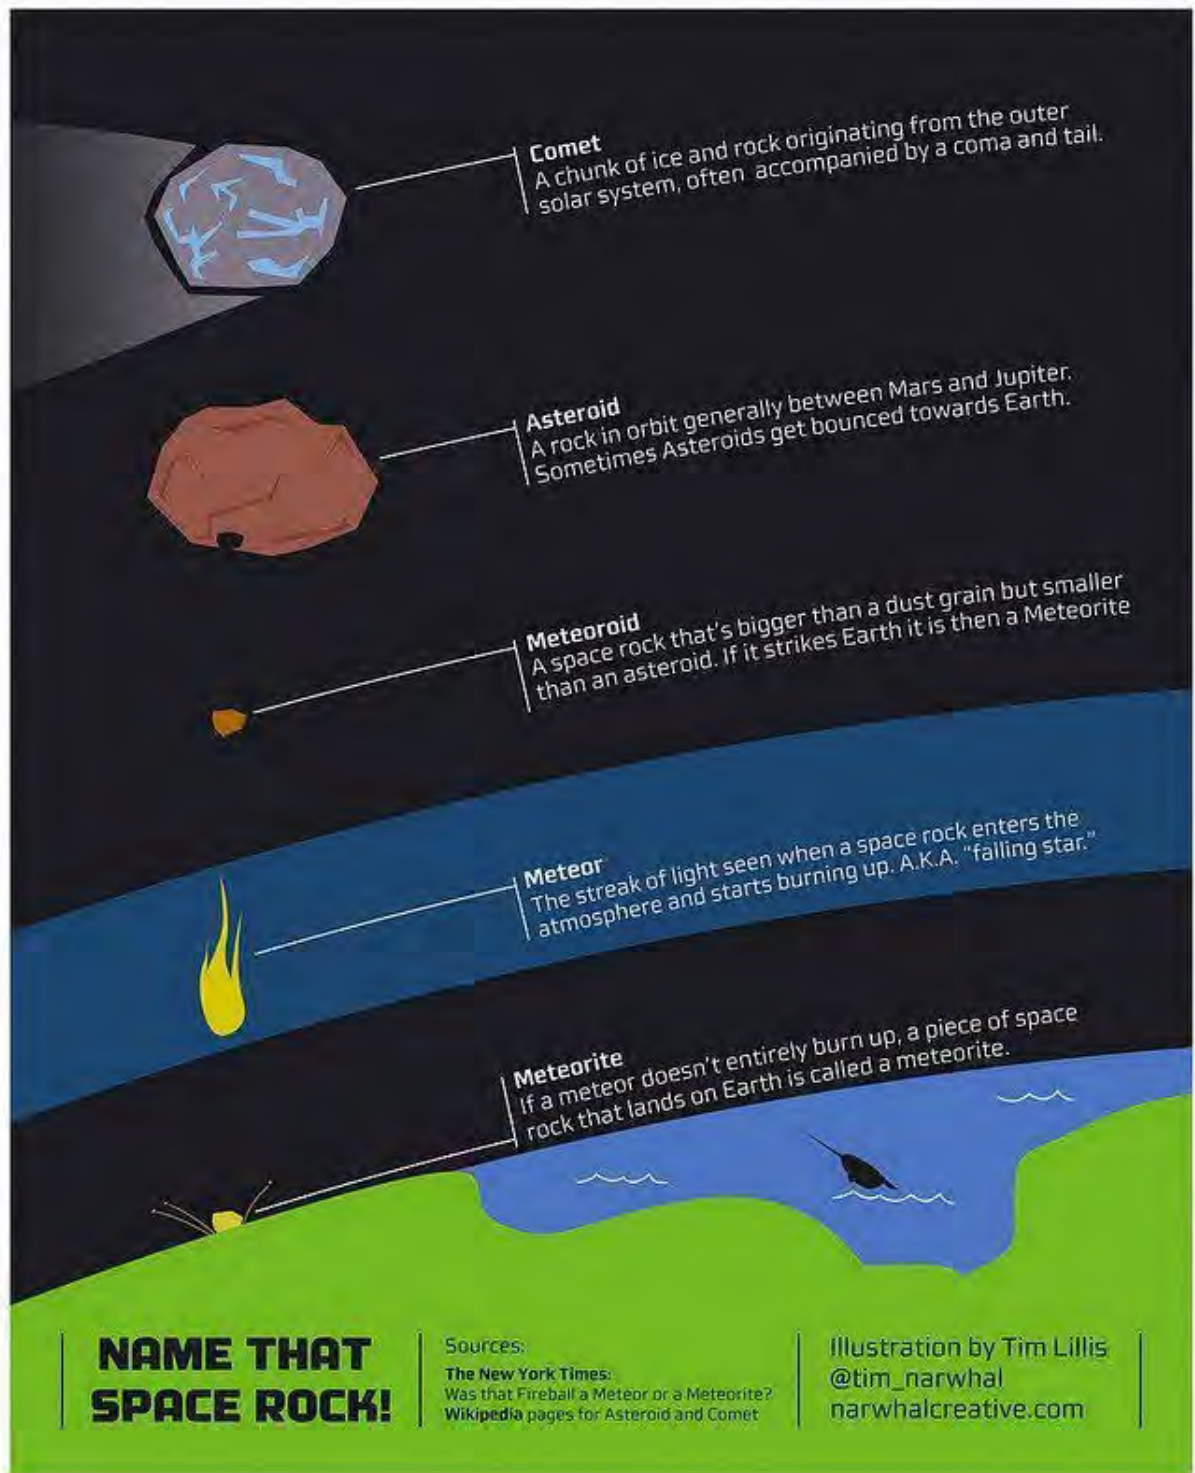 Comet
A chunk of ice and rock originating from the outer
solar system, often accompanied by a coma and tail.
Asteroid
A rock in orbit generally between Mars and Jupiter.
Sometimes Asteroids get bounced towards Earth.
Meteoroid
A space rock that's bigger than a dust grain but smaller
than an asteroid. If it strikes Earth it is then a Meteorite
Meteor
The streak of light seen when a space rock enters the
atmosphere and starts burning up. A.K.A. "falling star."
Meteorite
If a meteor doesn't entirely burn up, a piece of space
rock that lands on Earth is called a meteorite.
NAME THAT
SPACE ROCK!
Sources:
The New York Times:
Was that Fireball a Meteor or a Meteorite?
Wikipedia pages for Asteroid and Comet
Illustration by Tim Lillis
@tim_narwhal
narwhalcreative.com